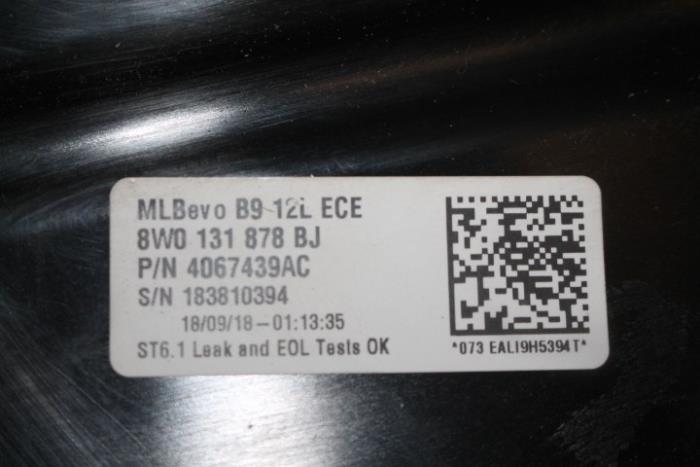 MLBevo B9 12L ECE
8W0 131 878 BJ
P/N 4067439AC
S/N 183810394
18/09/18-01:13:35
ST6.1 Leak and EOL Tests OK
*073 EALI9H5394T*